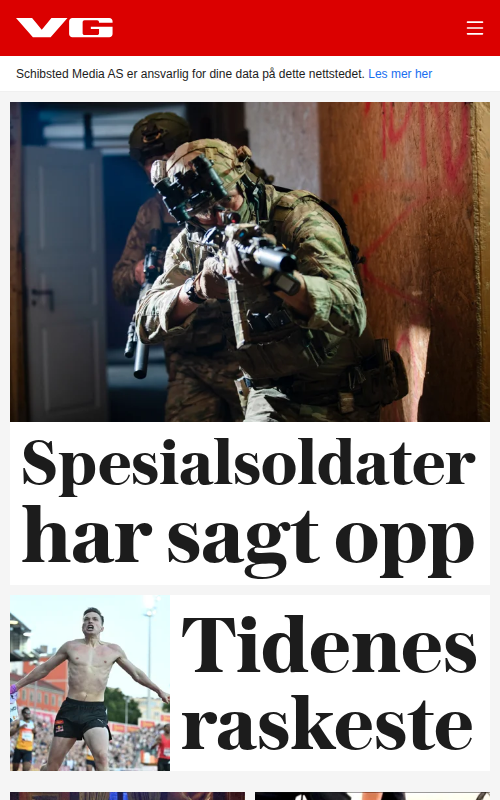 VG
Schibsted Media AS er ansvarlig for dine data på dette nettstedet. Les mer her
Spesialsoldater
har sagt opp
Tidenes
raskeste